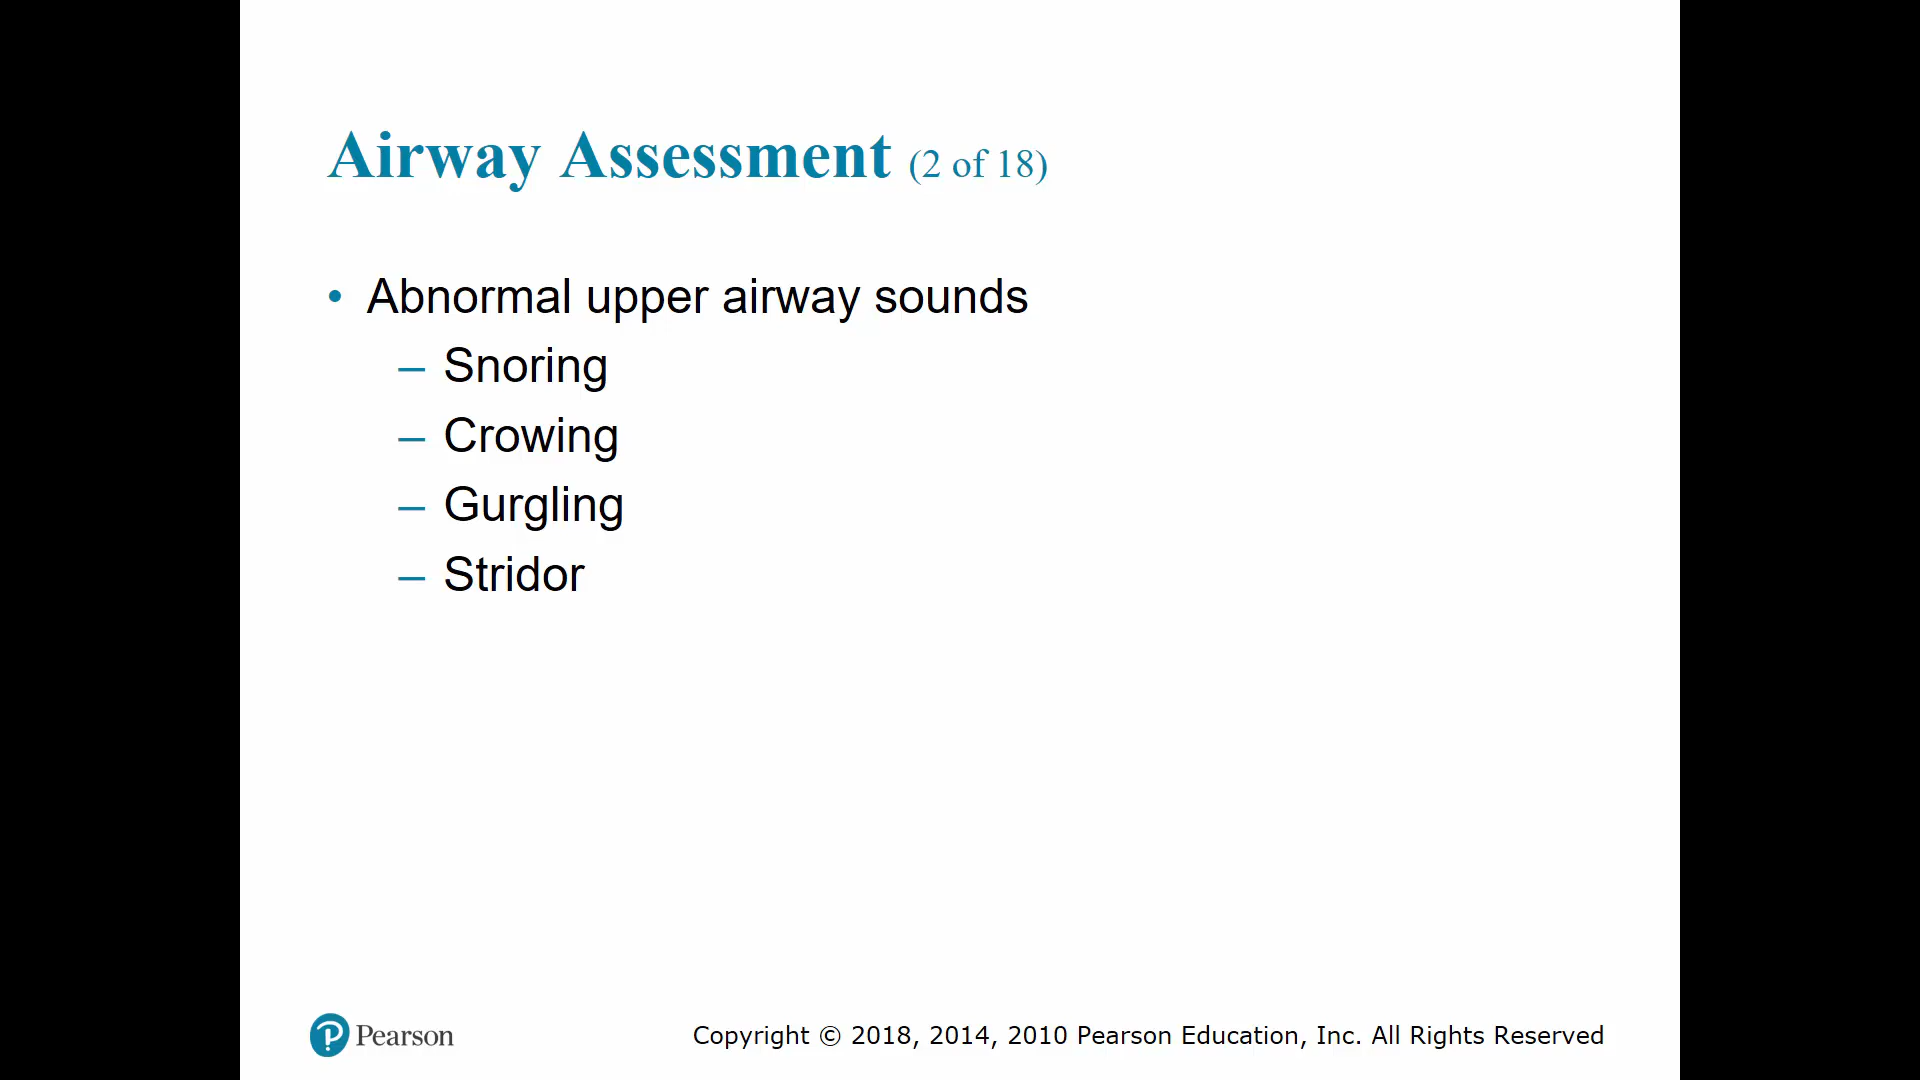 Airway Assessment (2 of 18)
• Abnormal upper airway sounds
– Snoring
– Crowing
– Gurgling
– Stridor
Pearson
Copyright © 2018, 2014, 2010 Pearson Education, Inc. All Rights Reserved